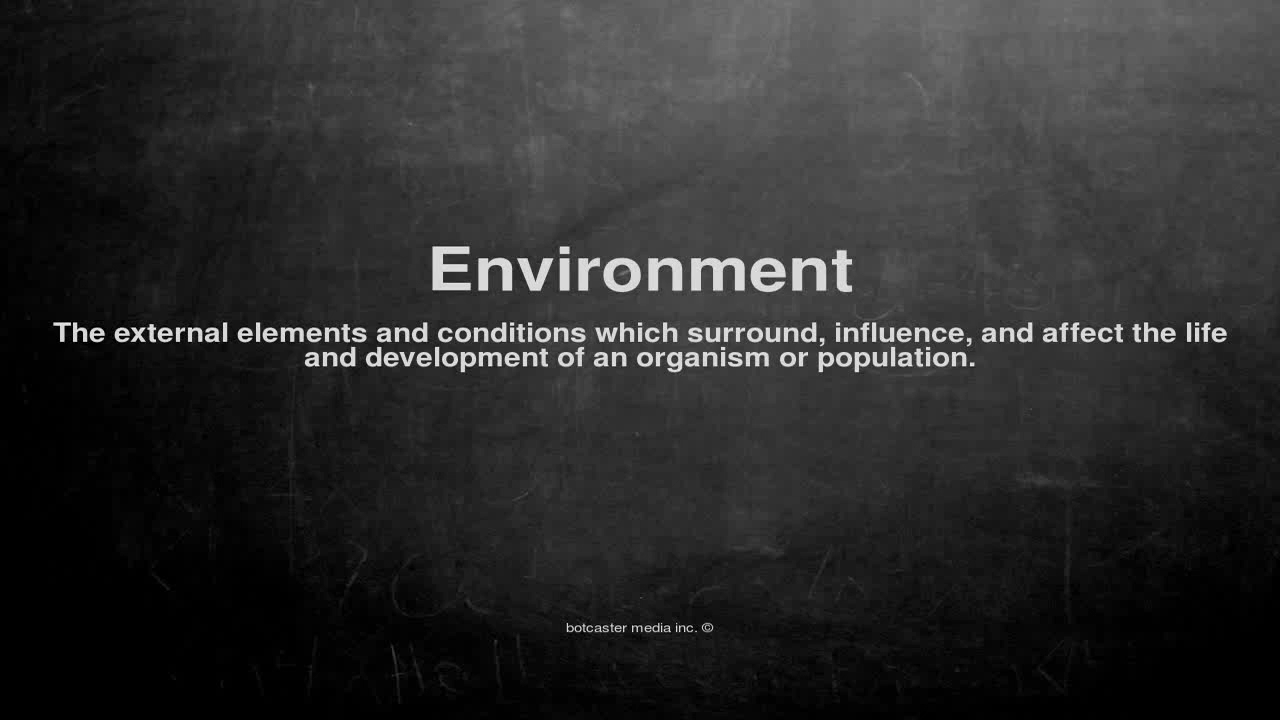 Environment
The external elements and conditions which surround, influence, and affect the life
and development of an organism or population.
botcaster media inc. ©